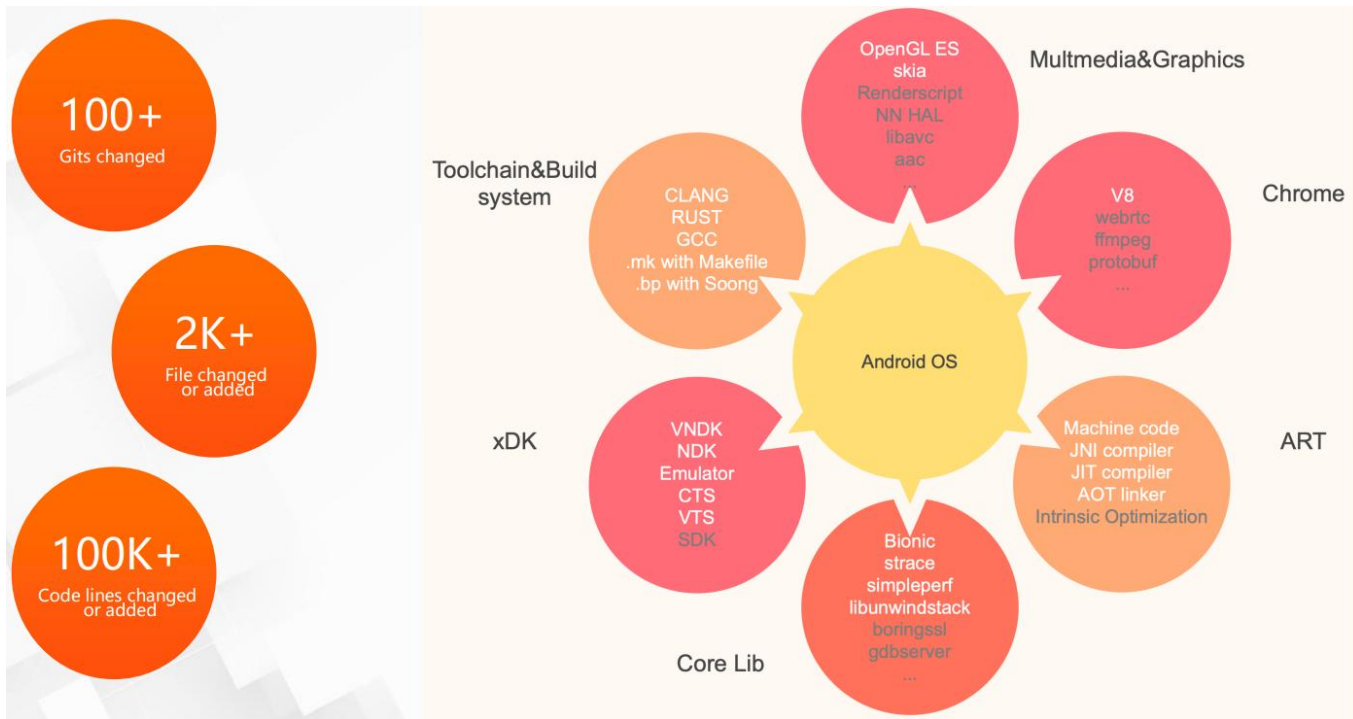 100+
Gits changed
2K+
File changed
or added
100K+
Code lines changed
or added
OpenGL ES
skia
Renderscript
NN HAL
libavc
aac
...
Multmedia&Graphics
Toolchain&Build
system
CLANG
RUST
GCC
.mk with Makefile
.bp with Soong
V8
webrtc
ffmpeg
protobuf
...
Chrome
Android OS
xDK
VNDK
NDK
Emulator
CTS
VTS
SDK
Machine code
JNI compiler
JIT compiler
AOT linker
Intrinsic Optimization
ART
Bionic
strace
simpleperf
libunwindstack
boringssl
gdbserver
...
Core Lib